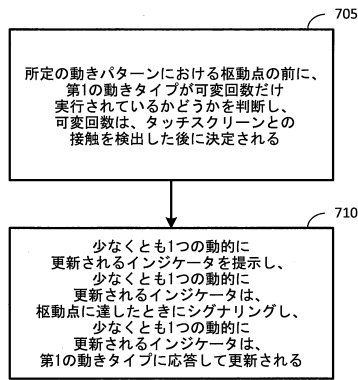 705
所定の動きパターンにおける枢動点の前に、
第1の動きタイプが可変回数だけ
実行されているかどうかを判断し、
可変回数は、タッチスクリーンとの
接触を検出した後に決定される
710
少なくとも1つの動的に
更新されるインジケータを提示し、
少なくとも1つの動的に
更新されるインジケータは、
枢動点に達したときにシグナリングし、
少なくとも1つの動的に
更新されるインジケータは、
第1の動きタイプに応答して更新される